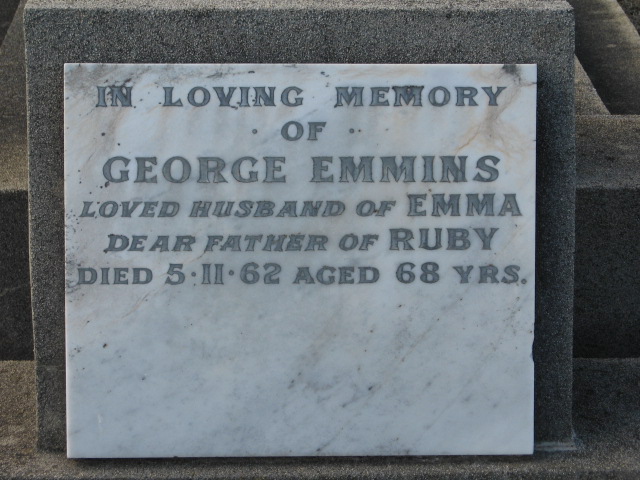 IN LOVING MEMORY
· OF ·
GEORGE EMMINS
LOVED HUSBAND OF EMMA
DEAR FATHER OF RUBY
DIED 5·11·62 AGED 68 YRS.